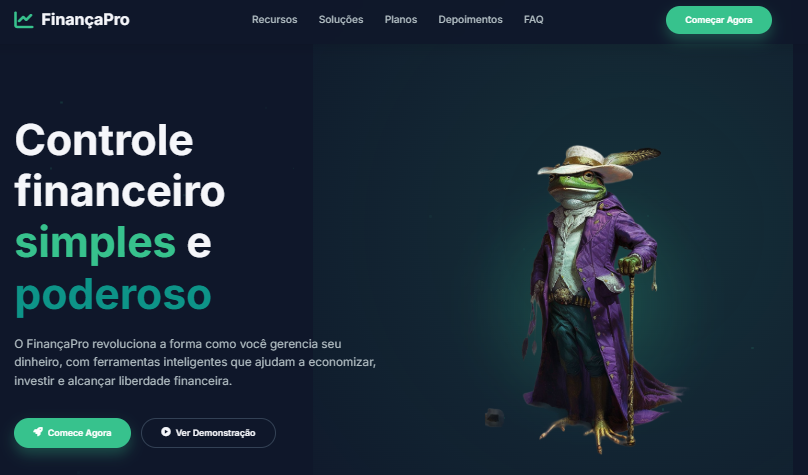 FinançaPro
Recursos Soluções Planos Depoimentos FAQ
Começar Agora
Controle
financeiro
simples e
poderoso
O FinançaPro revoluciona a forma como você gerencia seu
dinheiro, com ferramentas inteligentes que ajudam a economizar,
investir e alcançar liberdade financeira.
Comece Agora
Ver Demonstração